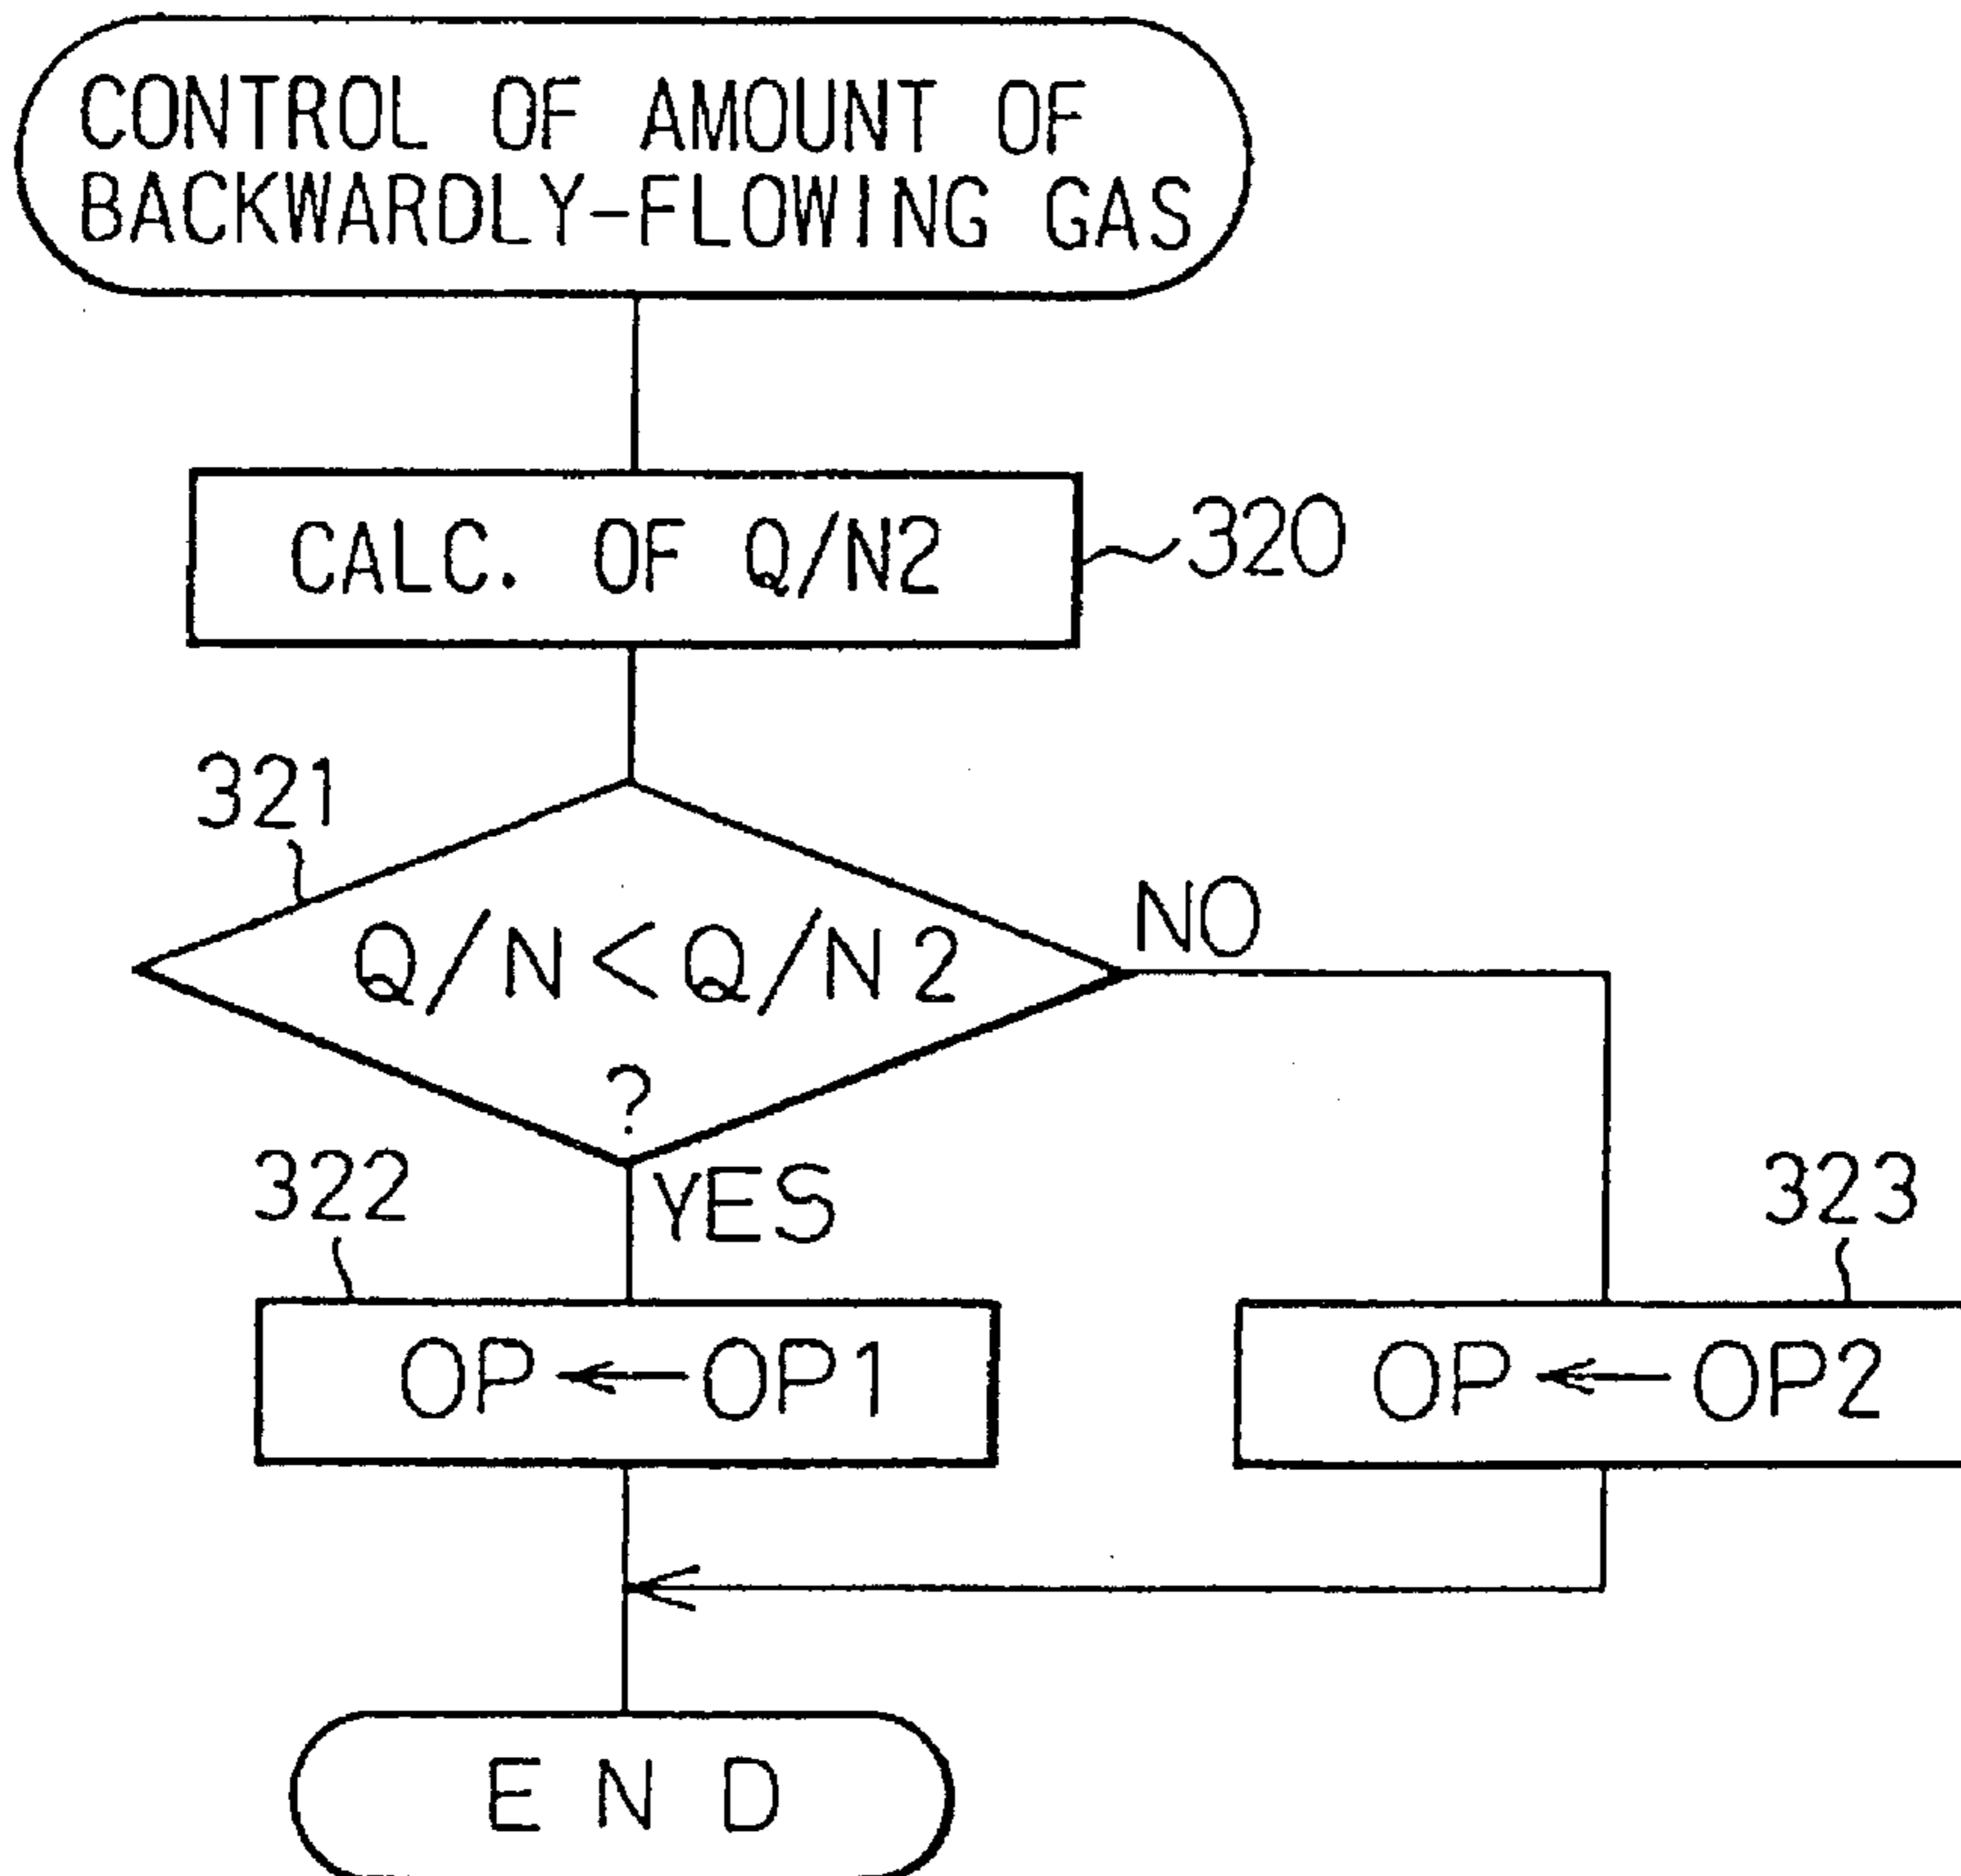 CONTROL OF AMOUNT OF
BACKWARDLY-FLOWING GAS
CALC. OF Q/N2
320
321
Q/N<Q/N2
?
NO
YES
322
OP←OP1
323
OP←OP2
END